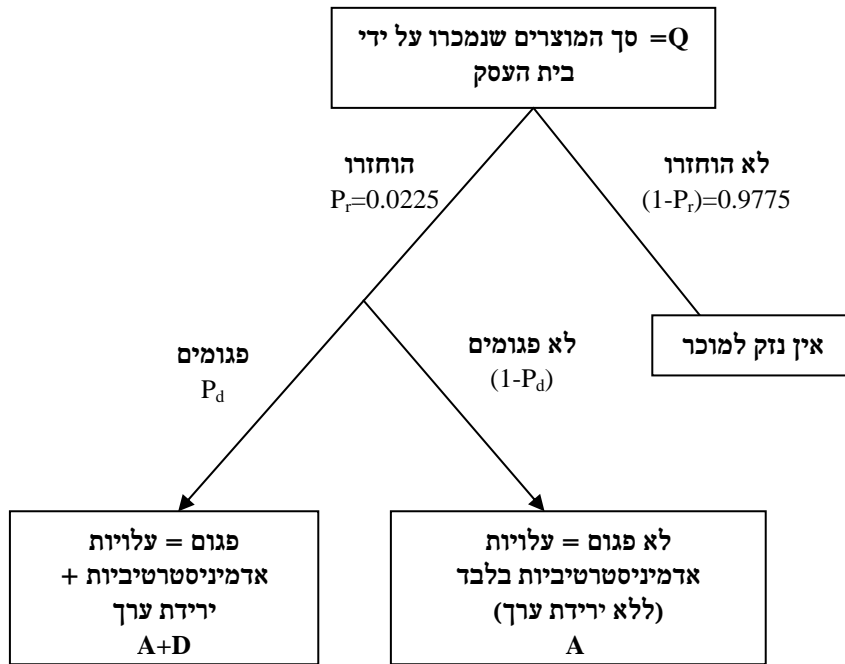 Q= סך המוצרים שנמכרו על ידי
בית העסק
הוחזרו
Pr=0.0225
לא הוחזרו
(1-Pr)=0.9775
אין נזק למוכר
פגומים
Pd
לא פגומים
(1-Pd)
פגום = עלויות
אדמיניסטרטיביות +
ירידת ערך
A+D
לא פגום = עלויות
אדמיניסטרטיביות בלבד
(ללא ירידת ערך)
A